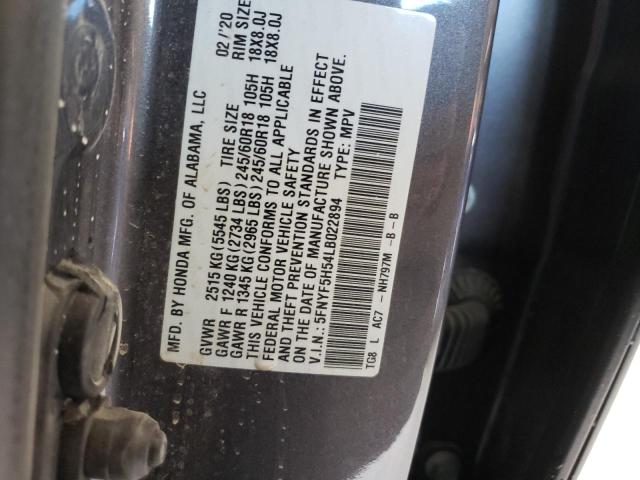 MFD. BY HONDA MFG. OF ALABAMA, LLC 02/'20
GVWR 2515 KG (5545 LBS) TIRE SIZE RIM SIZE
GAWR F 1240 KG (2734 LBS) 245/60R18 105H 18X8.0J
GAWR R 1345 KG (2965 LBS) 245/60R18 105H 18X8.0J
THIS VEHICLE CONFORMS TO ALL APPLICABLE
FEDERAL MOTOR VEHICLE SAFETY
AND THEFT PREVENTION STANDARDS IN EFFECT
ON THE DATE OF MANUFACTURE SHOWN ABOVE.
V.I.N.: 5FNYF5H54LB022894 TYPE: MPV
TG8 L AC7 - NH797M -B -B